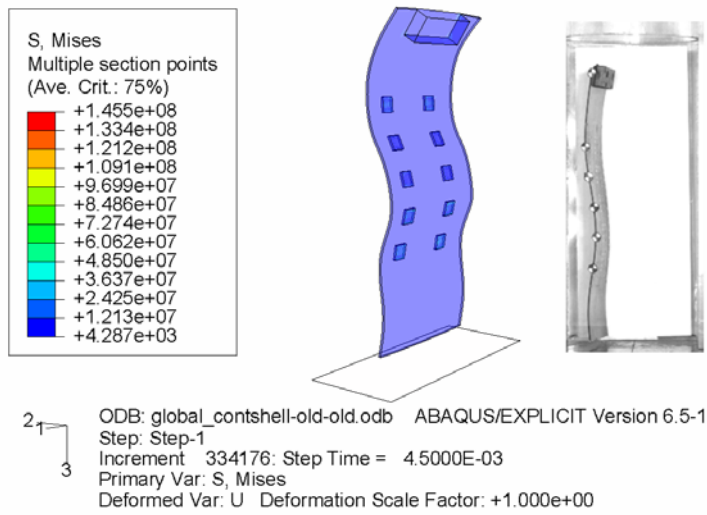 S, Mises
Multiple section points
(Ave. Crit.: 75%)
+1.455e+08
+1.334e+08
+1.212e+08
+1.091e+08
+9.699e+07
+8.486e+07
+7.274e+07
+6.062e+07
+4.850e+07
+3.637e+07
+2.425e+07
+1.213e+07
+4.287e+03
2
1
3
ODB: global_contshell-old-old.odb ABAQUS/EXPLICIT Version 6.5-1
Step: Step-1
Increment 334176: Step Time = 4.5000E-03
Primary Var: S, Mises
Deformed Var: U Deformation Scale Factor: +1.000e+00